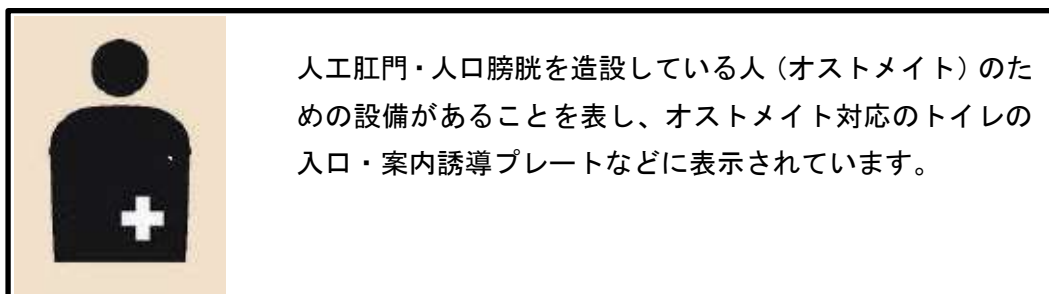 人工肛門・人口膀胱を造設している人（オストメイト）のた
めの設備があることを表し、オストメイト対応のトイレの
入口・案内誘導プレートなどに表示されています。